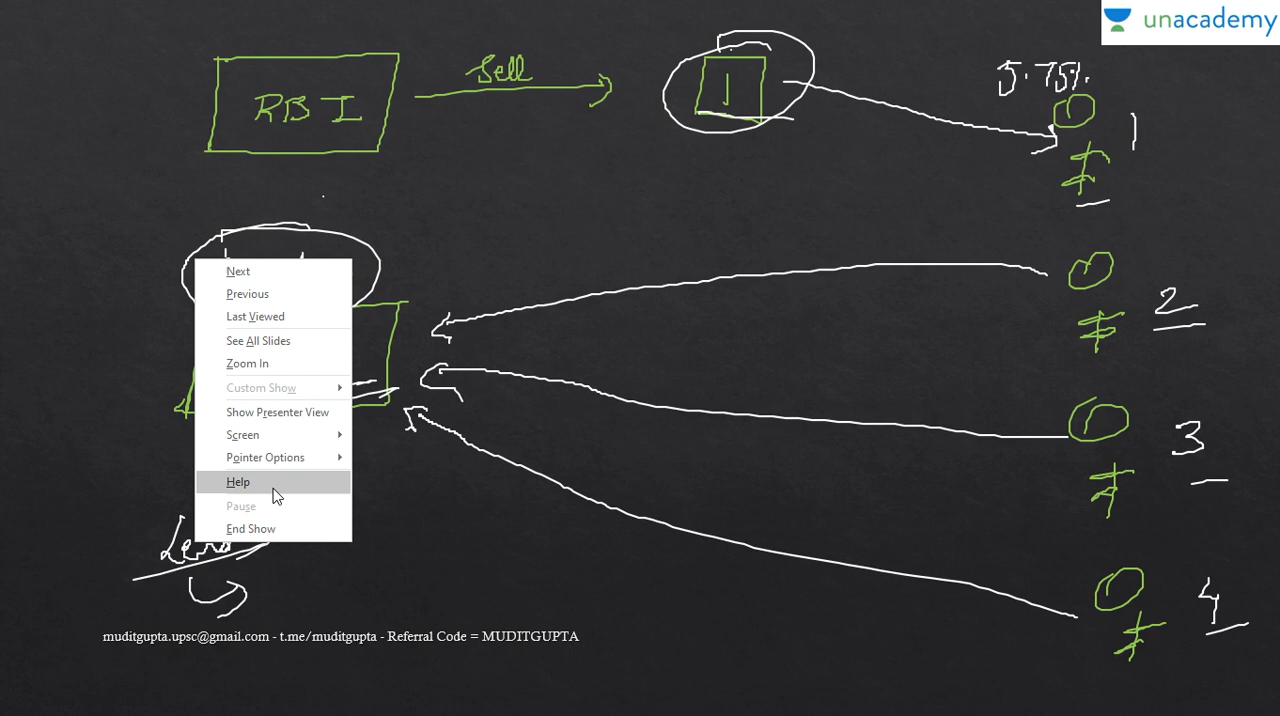 unacademy
5.75%.
RBI
Sell
1
1
2
3
4
Next
Previous
Last Viewed
See All Slides
Zoom In
Custom Show
Show Presenter View
Screen
Pointer Options
Help
Pause
End Show
muditgupta.upsc@gmail.com - t.me/muditgupta - Referral Code = MUDITGUPTA